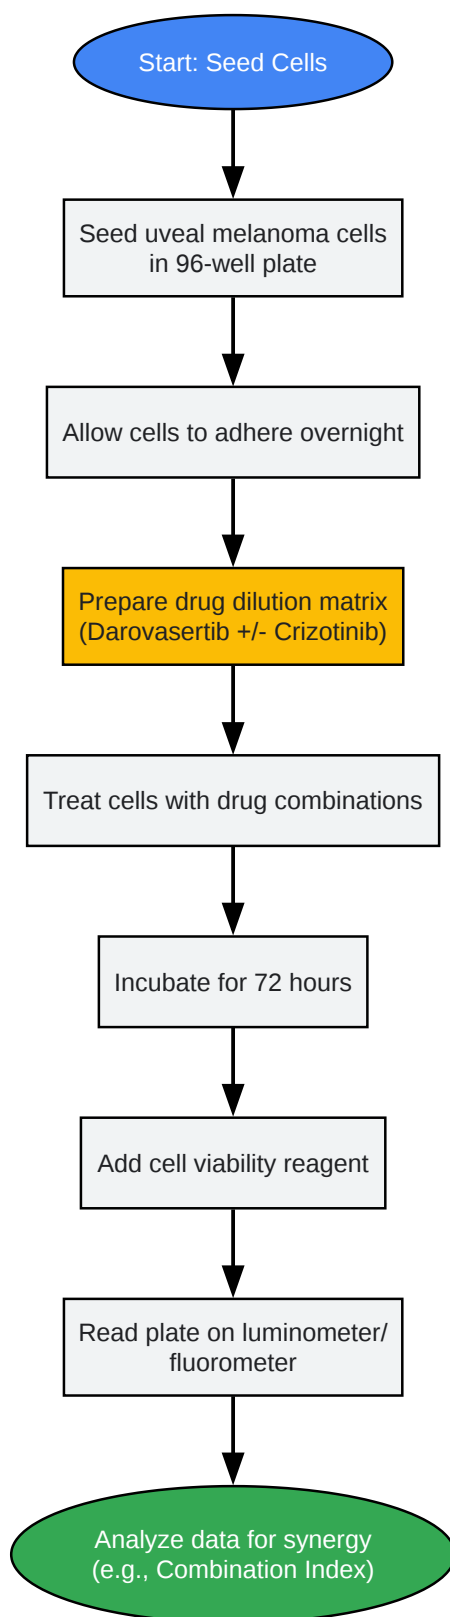 Start: Seed Cells
Seed uveal melanoma cells
in 96-well plate
Allow cells to adhere overnight
Prepare drug dilution matrix
(Darovasertib +/- Crizotinib)
Treat cells with drug combinations
Incubate for 72 hours
Add cell viability reagent
Read plate on luminometer/
fluorometer
Analyze data for synergy
(e.g., Combination Index)